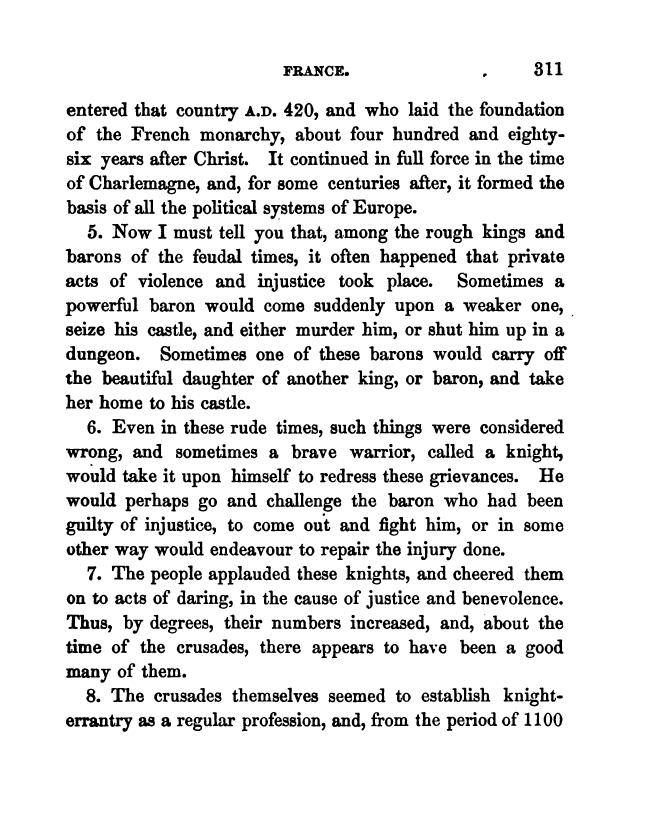 FRANCE. 311
entered that country A.D. 420, and who laid the foundation
of the French monarchy, about four hundred and eighty-
six years after Christ. It continued in full force in the time
of Charlemagne, and, for some centuries after, it formed the
basis of all the political systems of Europe.
5. Now I must tell you that, among the rough kings and
barons of the feudal times, it often happened that private
acts of violence and injustice took place. Sometimes a
powerful baron would come suddenly upon a weaker one,
seize his castle, and either murder him, or shut him up in a
dungeon. Sometimes one of these barons would carry off
the beautiful daughter of another king, or baron, and take
her home to his castle.
6. Even in these rude times, such things were considered
wrong, and sometimes a brave warrior, called a knight,
would take it upon himself to redress these grievances. He
would perhaps go and challenge the baron who had been
guilty of injustice, to come out and fight him, or in some
other way would endeavour to repair the injury done.
7. The people applauded these knights, and cheered them
on to acts of daring, in the cause of justice and benevolence.
Thus, by degrees, their numbers increased, and, about the
time of the crusades, there appears to have been a good
many of them.
8. The crusades themselves seemed to establish knight-
errantry as a regular profession, and, from the period of 1100